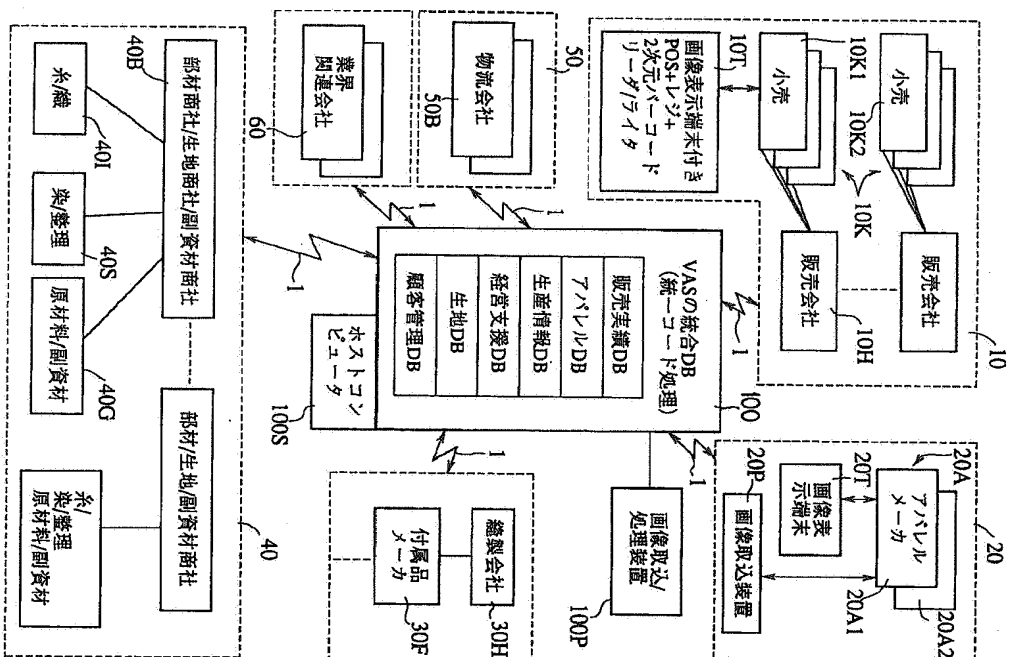 10
10K1
小売
10K2
小売
10K
販売会社
販売会社
10H
10T
画像表示端末付き
POS+レジ+
2次元バーコード
リーダ/ライタ
20
20A
アパレル
メーカ
20A1
20A2
20T
画像表
示端末
20P
画像取込装置
50
物流会社
50B
業界
関連会社
60
1
1
1
1
1
1
100
VASの統合DB
(統一コード処理)
販売実績DB
アパレルDB
生産情報DB
経営支援DB
生地DB
顧客管理DB
ホストコン
ピュータ
100S
画像取込/
処理装置
100P
縫製会社
30H
付属品
メーカ
30F
40B
部材商社/生地商社/副資材商社
糸/織
40I
染/整理
40S
原材料/副資材
40G
部材/生地/副資材商社
糸/
染/整理
原材料/副資材
40